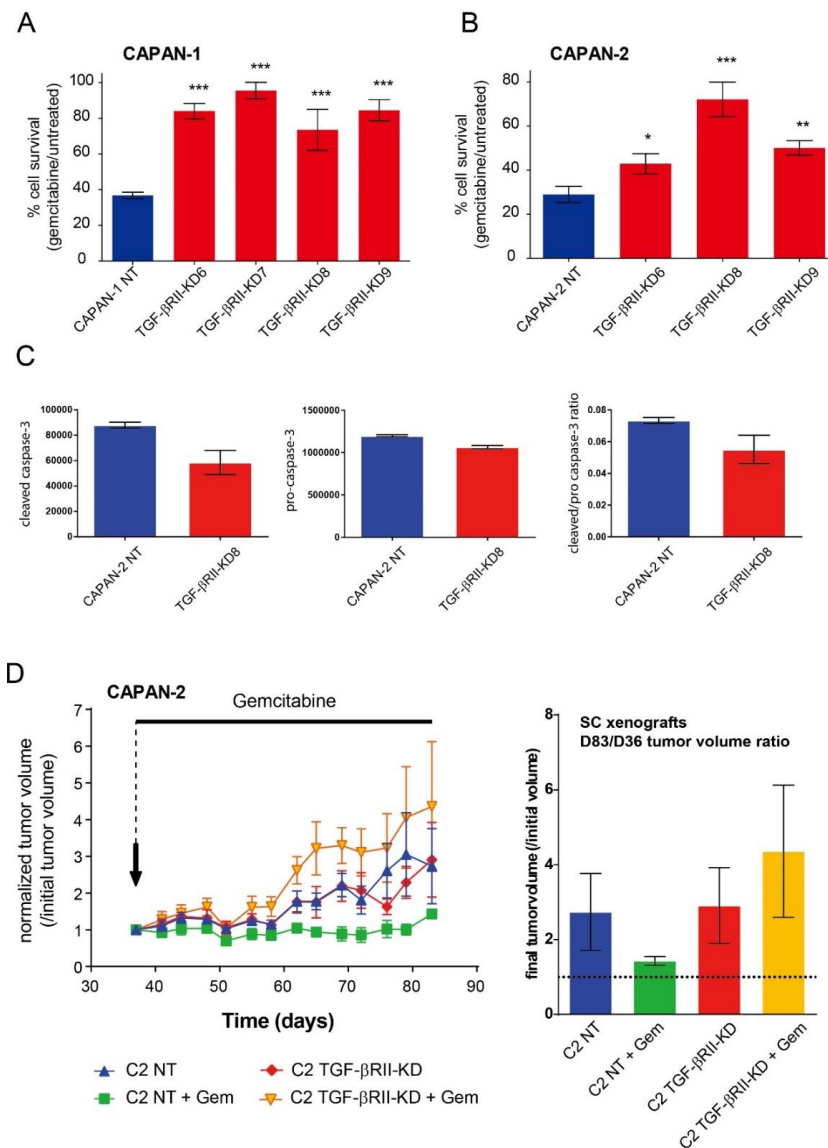 A
CAPAN-1
% cell survival
(gemcitabine/untreated)
100
80
60
40
20
0
***
***
***
***
CAPAN-1 NT
TGF-βRII-KD6
TGF-βRII-KD7
TGF-βRII-KD8
TGF-βRII-KD9
B
CAPAN-2
% cell survival
(gemcitabine/untreated)
80
60
40
20
0
*
***
**
CAPAN-2 NT
TGF-βRII-KD6
TGF-βRII-KD8
TGF-βRII-KD9
C
cleaved caspase-3
100000
80000
60000
40000
20000
0
CAPAN-2 NT
TGF-βRII-KD8
pro-caspase-3
1500000
1000000
500000
0
CAPAN-2 NT
TGF-βRII-KD8
cleaved/pro caspase-3 ratio
0.08
0.06
0.04
0.02
0.00
CAPAN-2 NT
TGF-βRII-KD8
D
CAPAN-2
Gemcitabine
normalized tumor volume
(/initial tumor volume)
7
6
5
4
3
2
1
0
30
40
50
60
70
80
90
Time (days)
C2 NT
C2 TGF-βRII-KD
C2 NT + Gem
C2 TGF-βRII-KD + Gem
SC xenografts
D83/D36 tumor volume ratio
final tumorvolume(/initial volume)
8
6
4
2
0
C2 NT
C2 NT + Gem
C2 TGF-βRII-KD
C2 TGF-βRII-KD + Gem